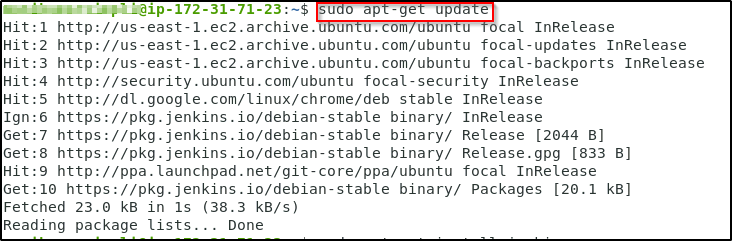 @ip-172-31-71-23:~$ sudo apt-get update
Hit:1 http://us-east-1.ec2.archive.ubuntu.com/ubuntu focal InRelease
Hit:2 http://us-east-1.ec2.archive.ubuntu.com/ubuntu focal-updates InRelease
Hit:3 http://us-east-1.ec2.archive.ubuntu.com/ubuntu focal-backports InRelease
Hit:4 http://security.ubuntu.com/ubuntu focal-security InRelease
Hit:5 http://dl.google.com/linux/chrome/deb stable InRelease
Ign:6 https://pkg.jenkins.io/debian-stable binary/ InRelease
Get:7 https://pkg.jenkins.io/debian-stable binary/ Release [2044 B]
Get:8 https://pkg.jenkins.io/debian-stable binary/ Release.gpg [833 B]
Hit:9 http://ppa.launchpad.net/git-core/ppa/ubuntu focal InRelease
Get:10 https://pkg.jenkins.io/debian-stable binary/ Packages [20.1 kB]
Fetched 23.0 kB in 1s (38.3 kB/s)
Reading package lists... Done